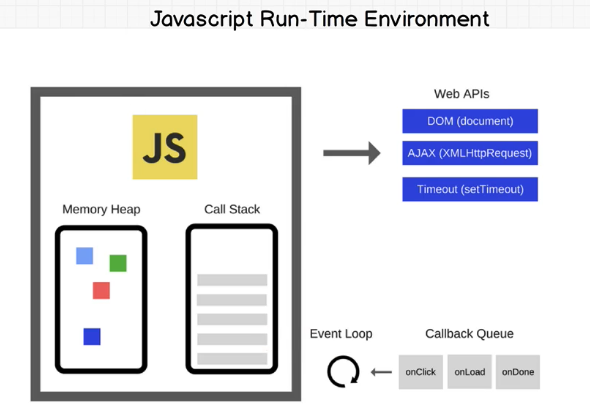 Javascript Run-Time Environment
JS
Memory Heap
Call Stack
Web APIs
DOM (document)
AJAX (XMLHttpRequest)
Timeout (setTimeout)
Event Loop
Callback Queue
onClick
onLoad
onDone